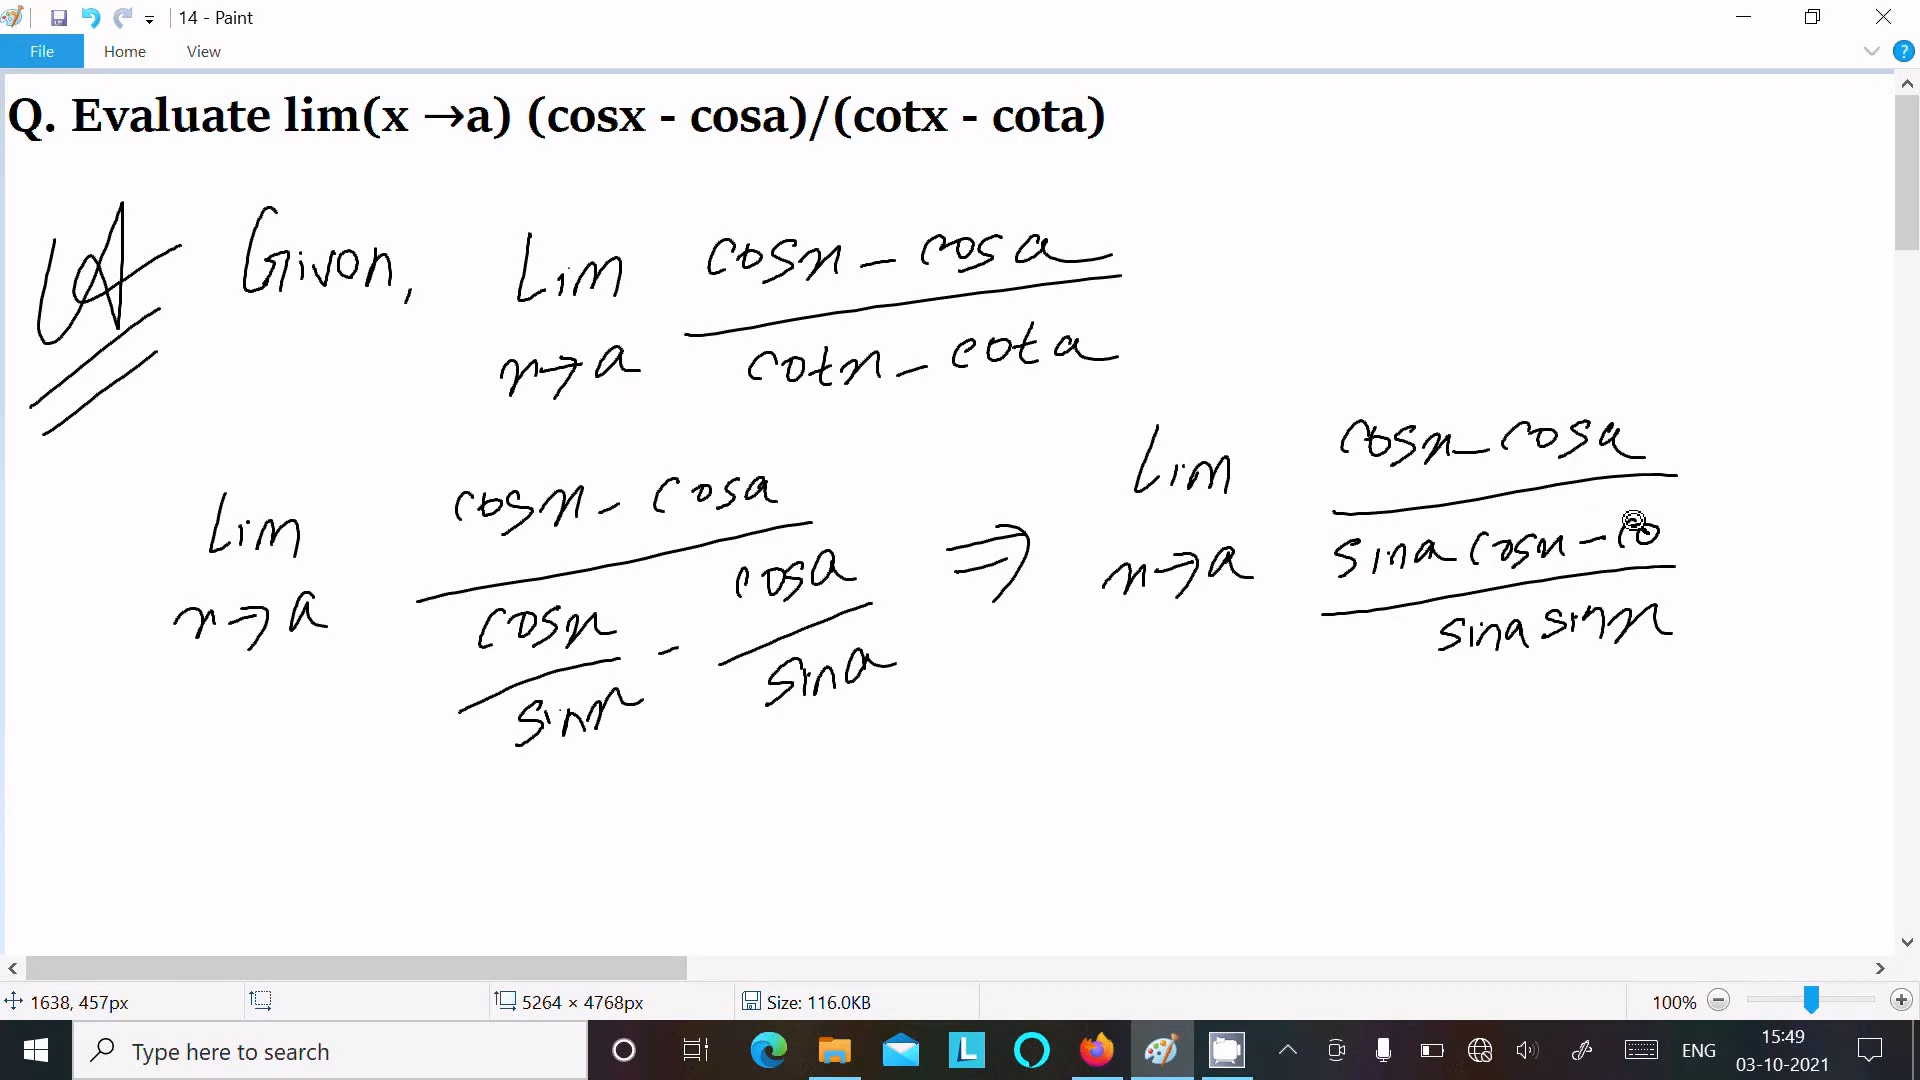 14 - Paint
File Home View
Q. Evaluate lim(x →a) (cosx - cosa)/(cotx - cota)
Given, Lim cosx - cosa
x→a cotx - cota
Lim cosx - cosa
x→a cosx - cosa
sinx sina
⇒ Lim cosx - cosa
x→a sina cosx - co
sina sinx
1638, 457px 5264 × 4768px Size: 116.0KB 100%
Type here to search
L
ENG
15:49
03-10-2021